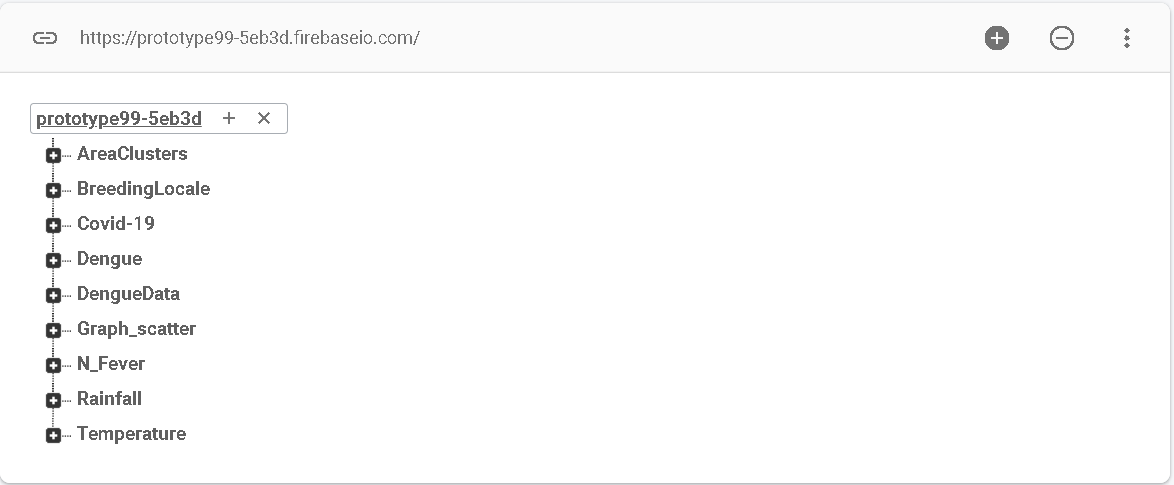 https://prototype99-5eb3d.firebaseio.com/
prototype99-5eb3d
AreaClusters
BreedingLocale
Covid-19
Dengue
DengueData
Graph_scatter
N_Fever
Rainfall
Temperature